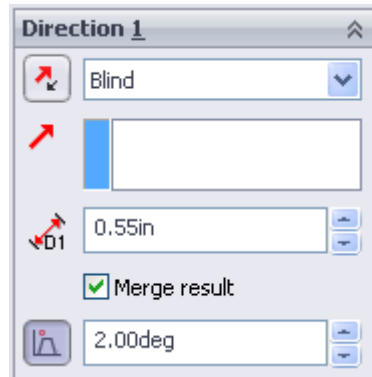 Direction 1
Blind
D1 0.55in
Merge result
2.00deg